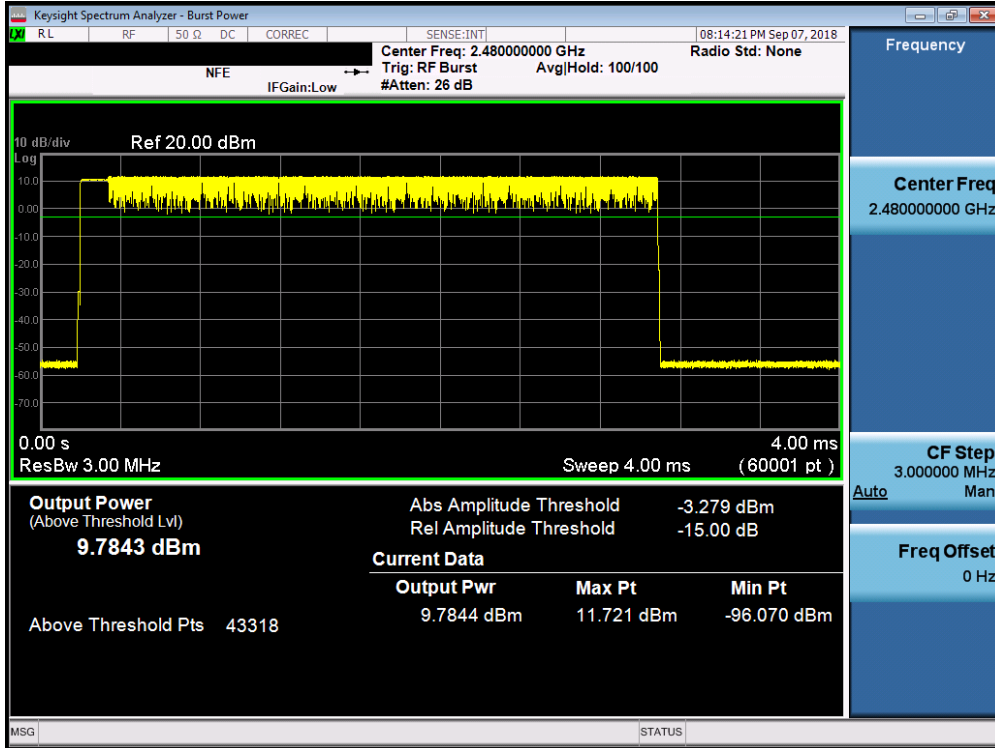 Keysight Spectrum Analyzer - Burst Power
LXI RL RF 50 Ω DC CORREC SENSE:INT 08:14:21 PM Sep 07, 2018
Center Freq: 2.480000000 GHz Radio Std: None
NFE Trig: RF Burst Avg|Hold: 100/100
IFGain:Low #Atten: 26 dB
10 dB/div Ref 20.00 dBm
Log
10.0
0.00
-10.0
-20.0
-30.0
-40.0
-50.0
-60.0
-70.0
0.00 s 4.00 ms
ResBw 3.00 MHz Sweep 4.00 ms (60001 pt)
Output Power
(Above Threshold Lvl)
9.7843 dBm
Above Threshold Pts 43318
Abs Amplitude Threshold -3.279 dBm
Rel Amplitude Threshold -15.00 dB
Current Data
Output Pwr Max Pt Min Pt
9.7844 dBm 11.721 dBm -96.070 dBm
MSG STATUS
Frequency
Center Freq
2.480000000 GHz
CF Step
3.000000 MHz
Auto Man
Freq Offset
0 Hz